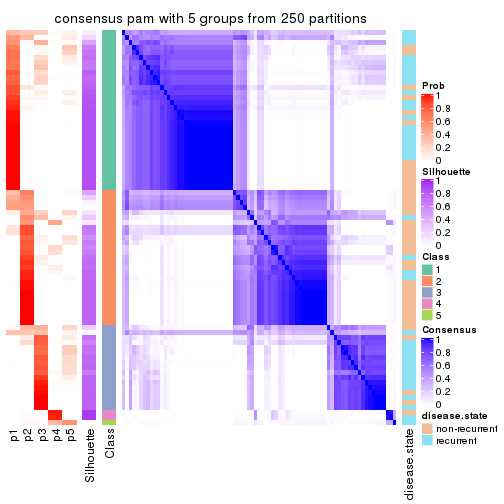 consensus pam with 5 groups from 250 partitions
Prob
1
0.8
0.6
0.4
0.2
0
Silhouette
1
0.8
0.6
0.4
0.2
0
Class
1
2
3
4
5
Consensus
1
0.8
0.6
0.4
0.2
0
disease.state
non-recurrent
recurrent
p1
p2
p3
p4
p5
Silhouette
Class
disease.state